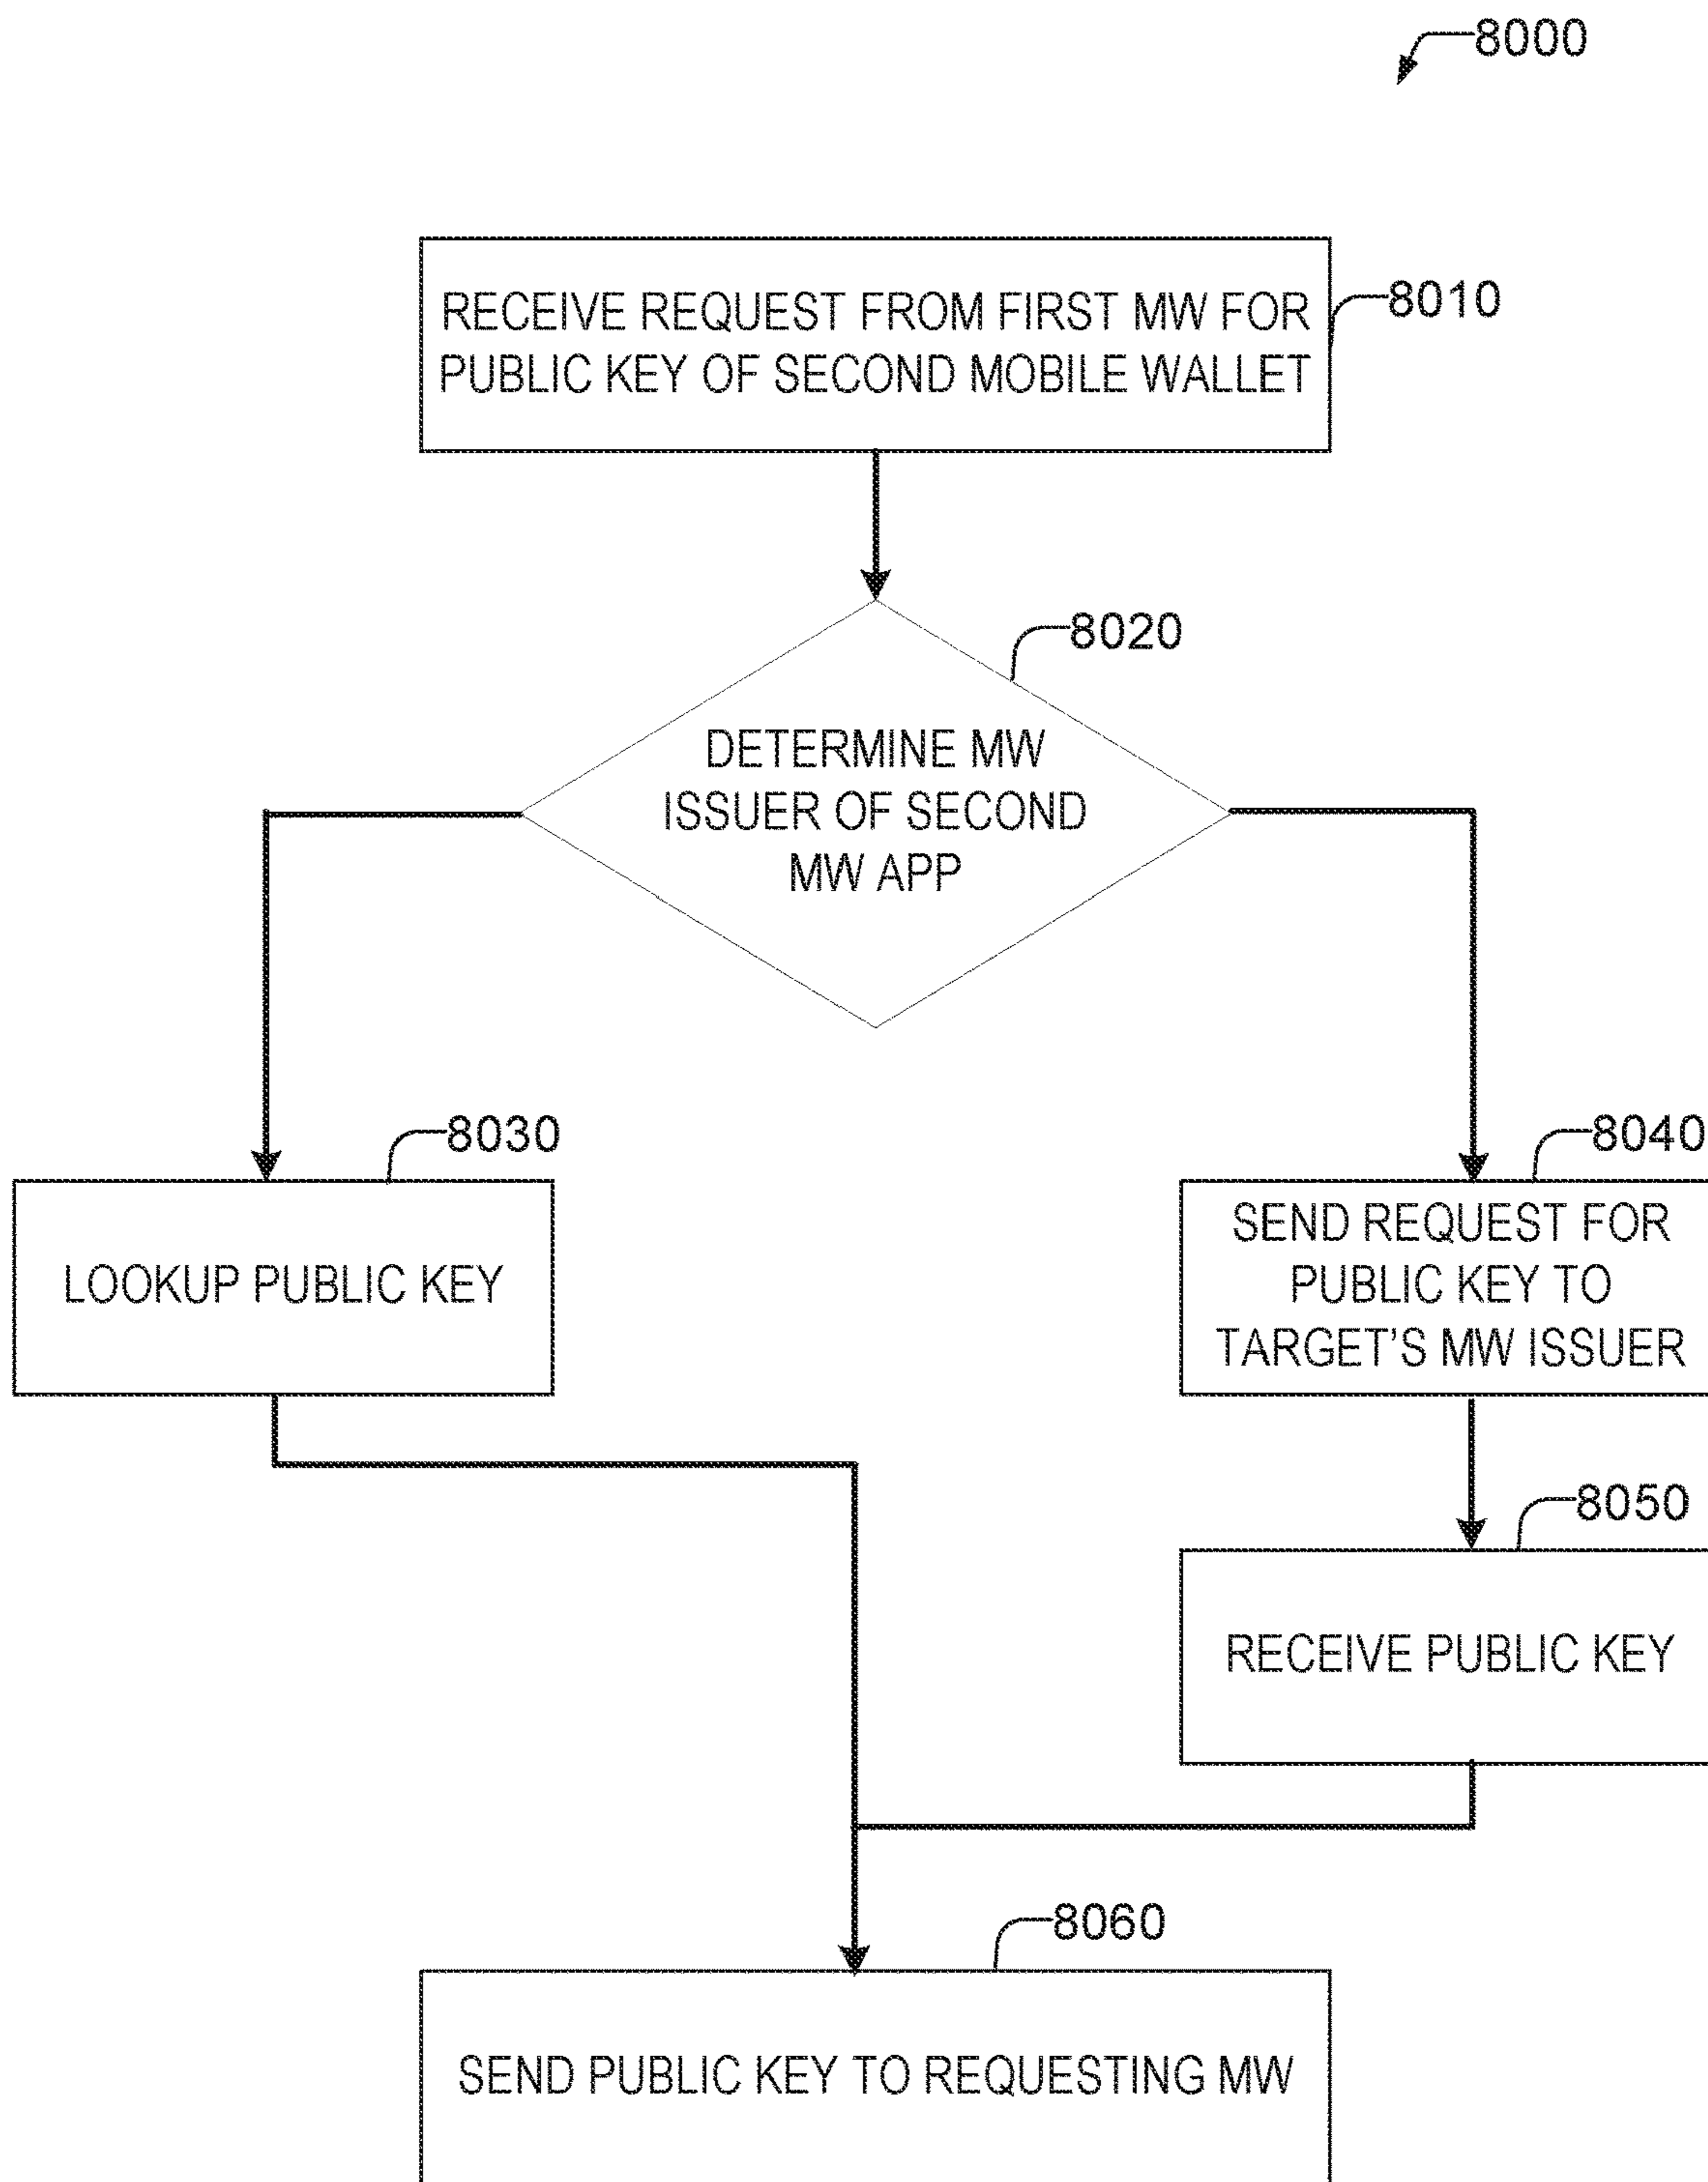 8000
RECEIVE REQUEST FROM FIRST MW FOR
PUBLIC KEY OF SECOND MOBILE WALLET
8010
8020
DETERMINE MW
ISSUER OF SECOND
MW APP
8030
LOOKUP PUBLIC KEY
8040
SEND REQUEST FOR
PUBLIC KEY TO
TARGET'S MW ISSUER
8050
RECEIVE PUBLIC KEY
8060
SEND PUBLIC KEY TO REQUESTING MW